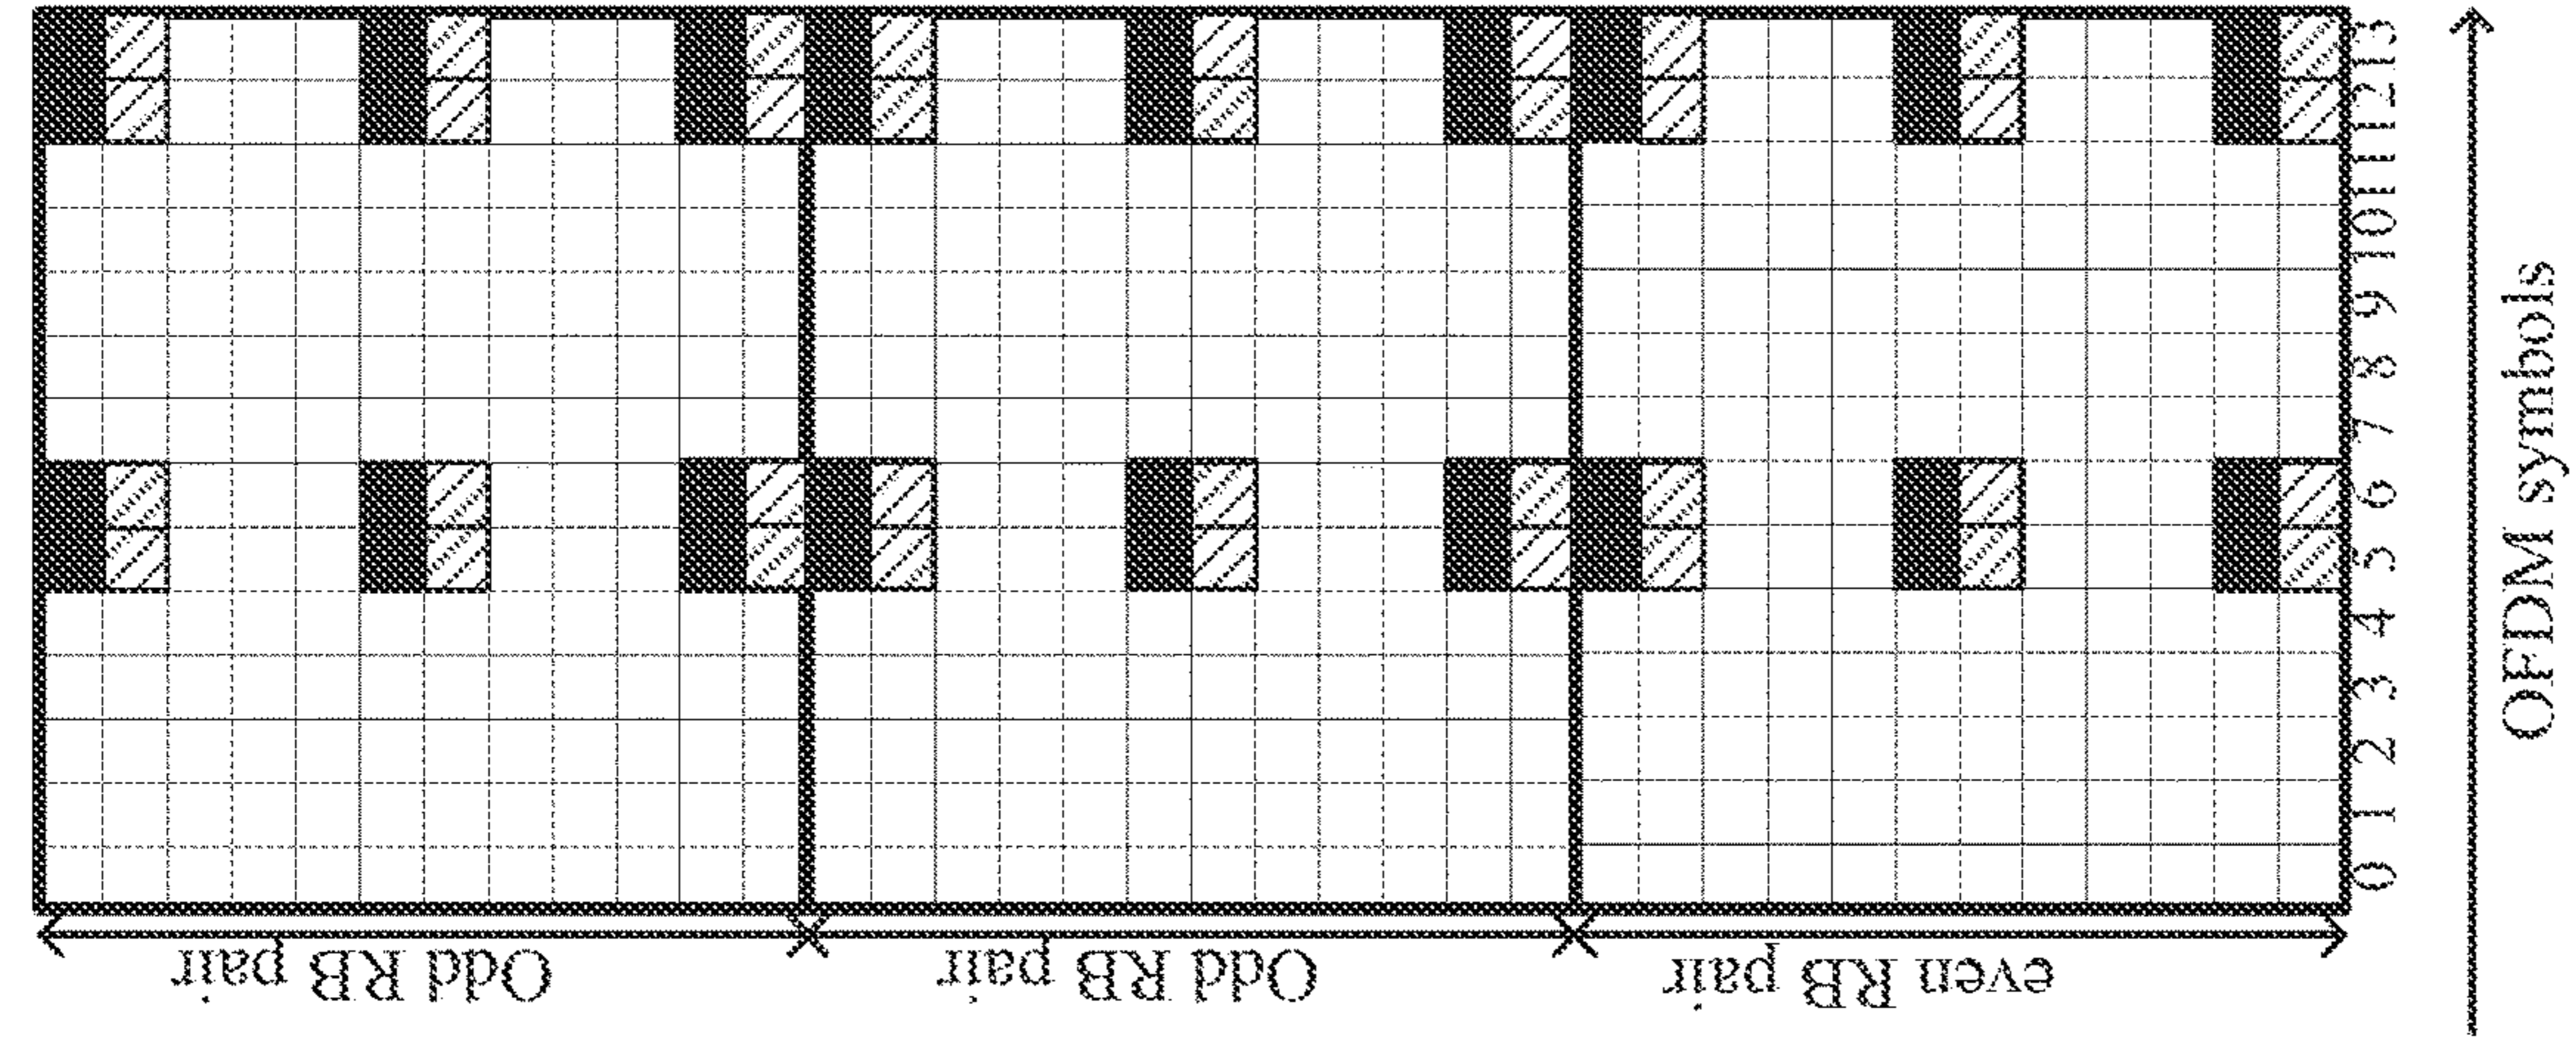 Odd RB pair
Odd RB pair
even RB pair
0 1 2 3 4 5 6 7 8 9 10 11 12 13
OFDM symbols